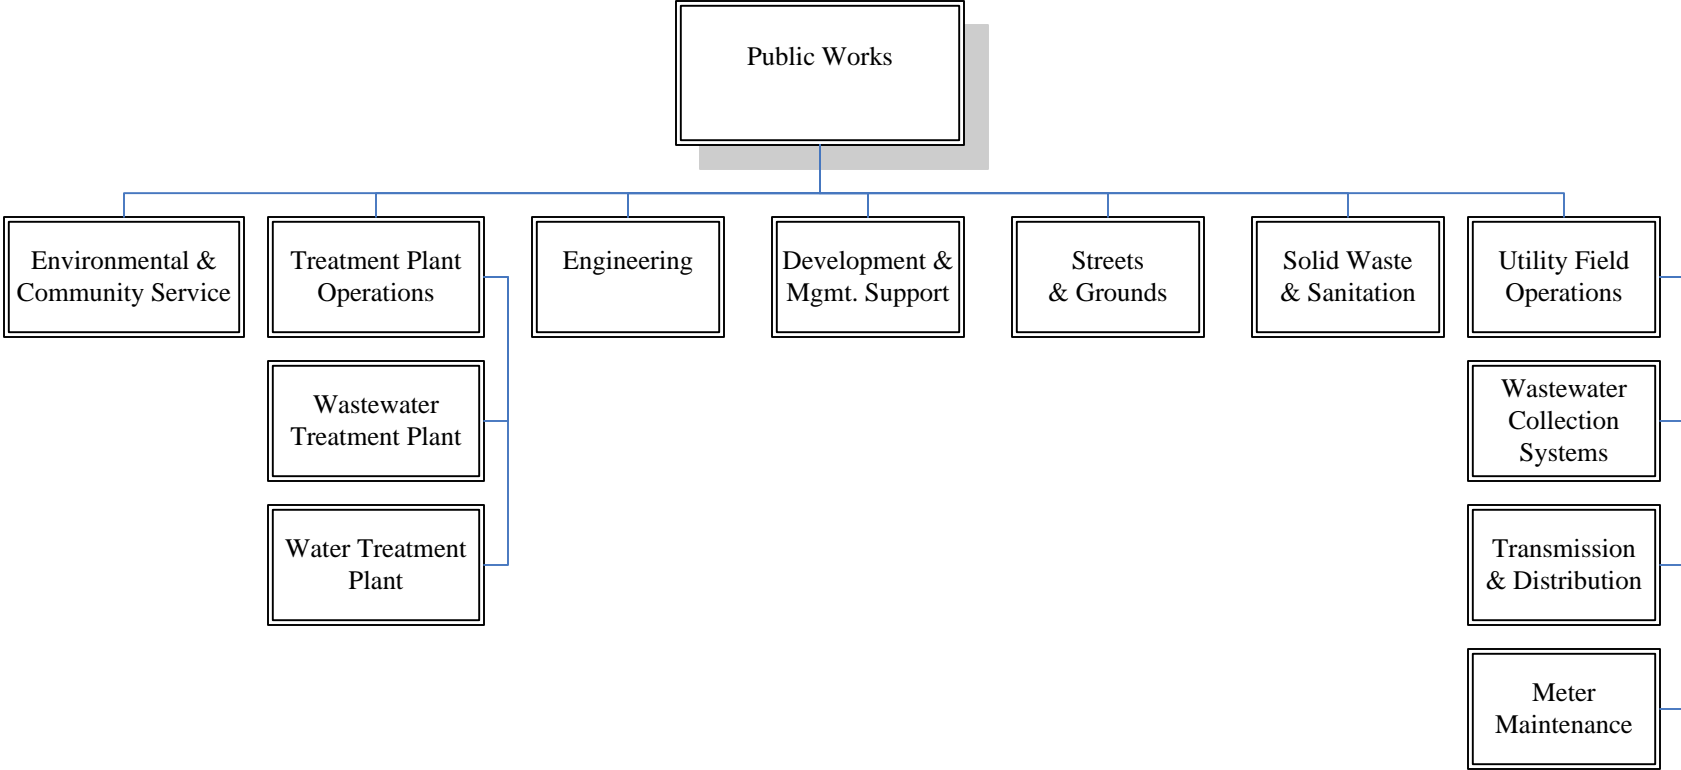 Public Works
Environmental &
Community Service
Treatment Plant
Operations
Engineering
Development &
Mgmt. Support
Streets
& Grounds
Solid Waste
& Sanitation
Utility Field
Operations
Wastewater
Treatment Plant
Wastewater
Collection
Systems
Water Treatment
Plant
Transmission
& Distribution
Meter
Maintenance